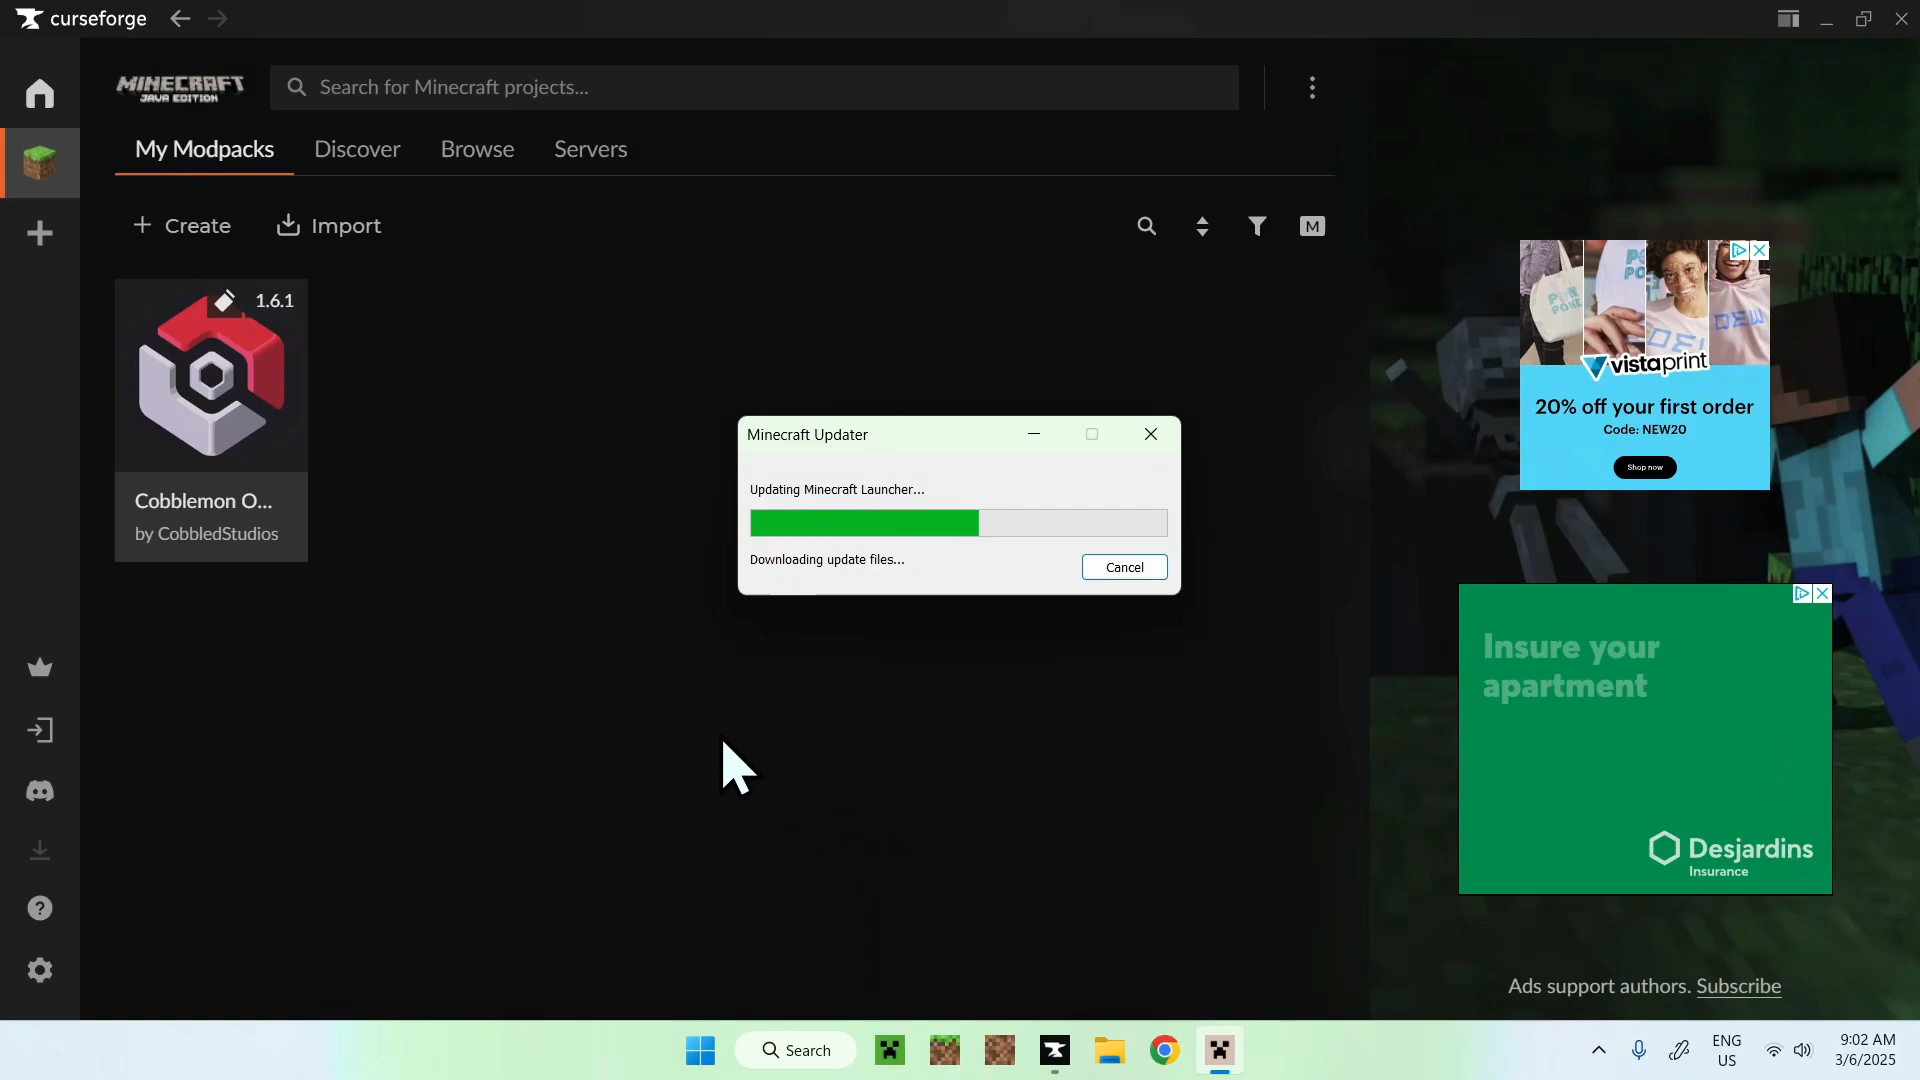 curseforge
MINECRAFT
JAVA EDITION
Search for Minecraft projects...
My Modpacks
Discover
Browse
Servers
Create
Import
M
1.6.1
Cobblemon O...
by CobbledStudios
Minecraft Updater
Updating Minecraft Launcher...
Downloading update files...
Cancel
vistaprint
20% off your first order
Code: NEW20
Shop now
Insure your
apartment
Desjardins
Insurance
Ads support authors. Subscribe
Search
ENG
US
9:02 AM
3/6/2025